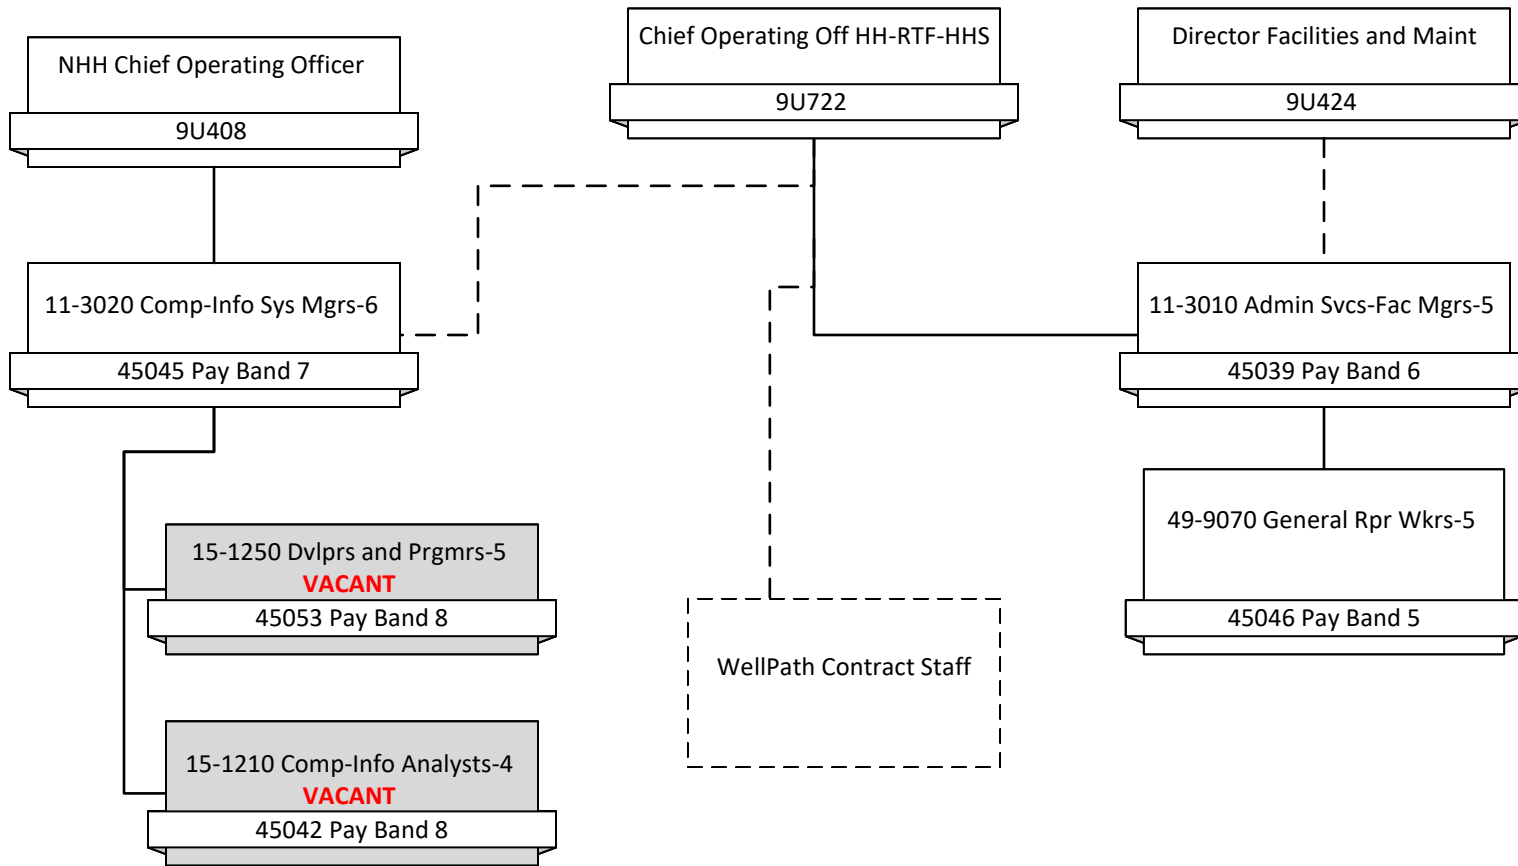 NHH Chief Operating Officer
9U408
Chief Operating Off HH-RTF-HHS
9U722
Director Facilities and Maint
9U424
11-3020 Comp-Info Sys Mgrs-6
45045 Pay Band 7
11-3010 Admin Svcs-Fac Mgrs-5
45039 Pay Band 6
15-1250 Dvlprs and Prgmrs-5
VACANT
45053 Pay Band 8
49-9070 General Rpr Wkrs-5
45046 Pay Band 5
WellPath Contract Staff
15-1210 Comp-Info Analysts-4
VACANT
45042 Pay Band 8